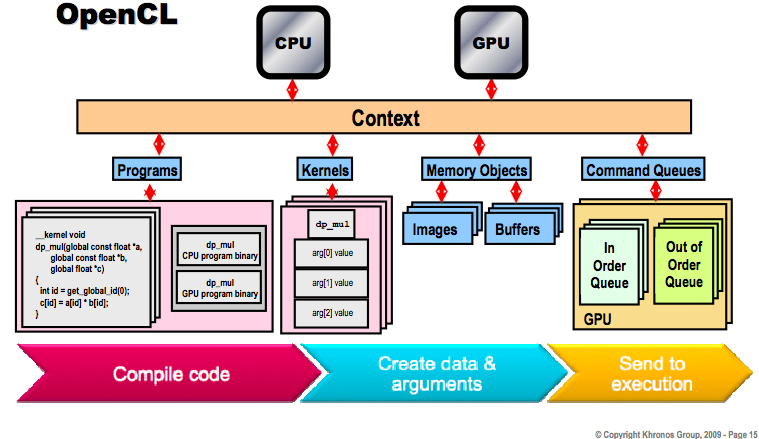 OpenCL
CPU
GPU
Context
Programs
Kernels
Memory Objects
Command Queues
__kernel void
dp_mul(global const float *a,
global const float *b,
global float *c)
{
int id = get_global_id(0);
c[id] = a[id] * b[id];
}
dp_mul
CPU program binary
dp_mul
GPU program binary
dp_mul
arg[0] value
arg[1] value
arg[2] value
Images
Buffers
In
Order
Queue
Out of
Order
Queue
GPU
Compile code
Create data &
arguments
Send to
execution
© Copyright Khronos Group, 2009 - Page 15